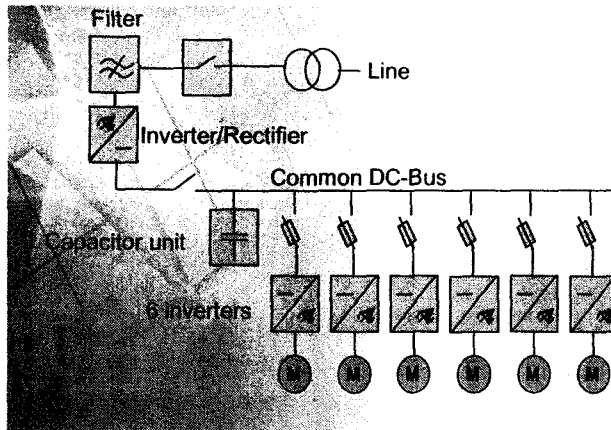 Filter
Line
Inverter/Rectifier
Common DC-Bus
Capacitor unit
6 inverters
M M M M M M